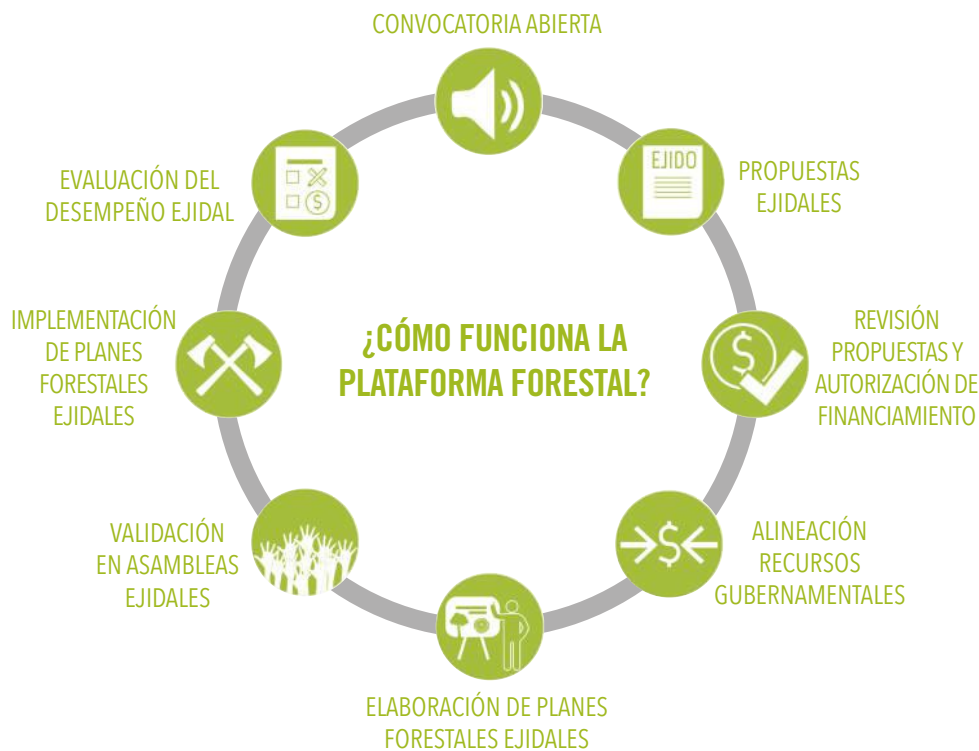 CONVOCATORIA ABIERTA
EJIDO
PROPUESTAS
EJIDALES
REVISIÓN
PROPUESTAS Y
AUTORIZACIÓN DE
FINANCIAMIENTO
ALINEACIÓN
RECURSOS
GUBERNAMENTALES
ELABORACIÓN DE PLANES
FORESTALES EJIDALES
VALIDACIÓN
EN ASAMBLEAS
EJIDALES
IMPLEMENTACIÓN
DE PLANES
FORESTALES
EJIDALES
EVALUACIÓN DEL
DESEMPEÑO EJIDAL
¿CÓMO FUNCIONA LA
PLATAFORMA FORESTAL?